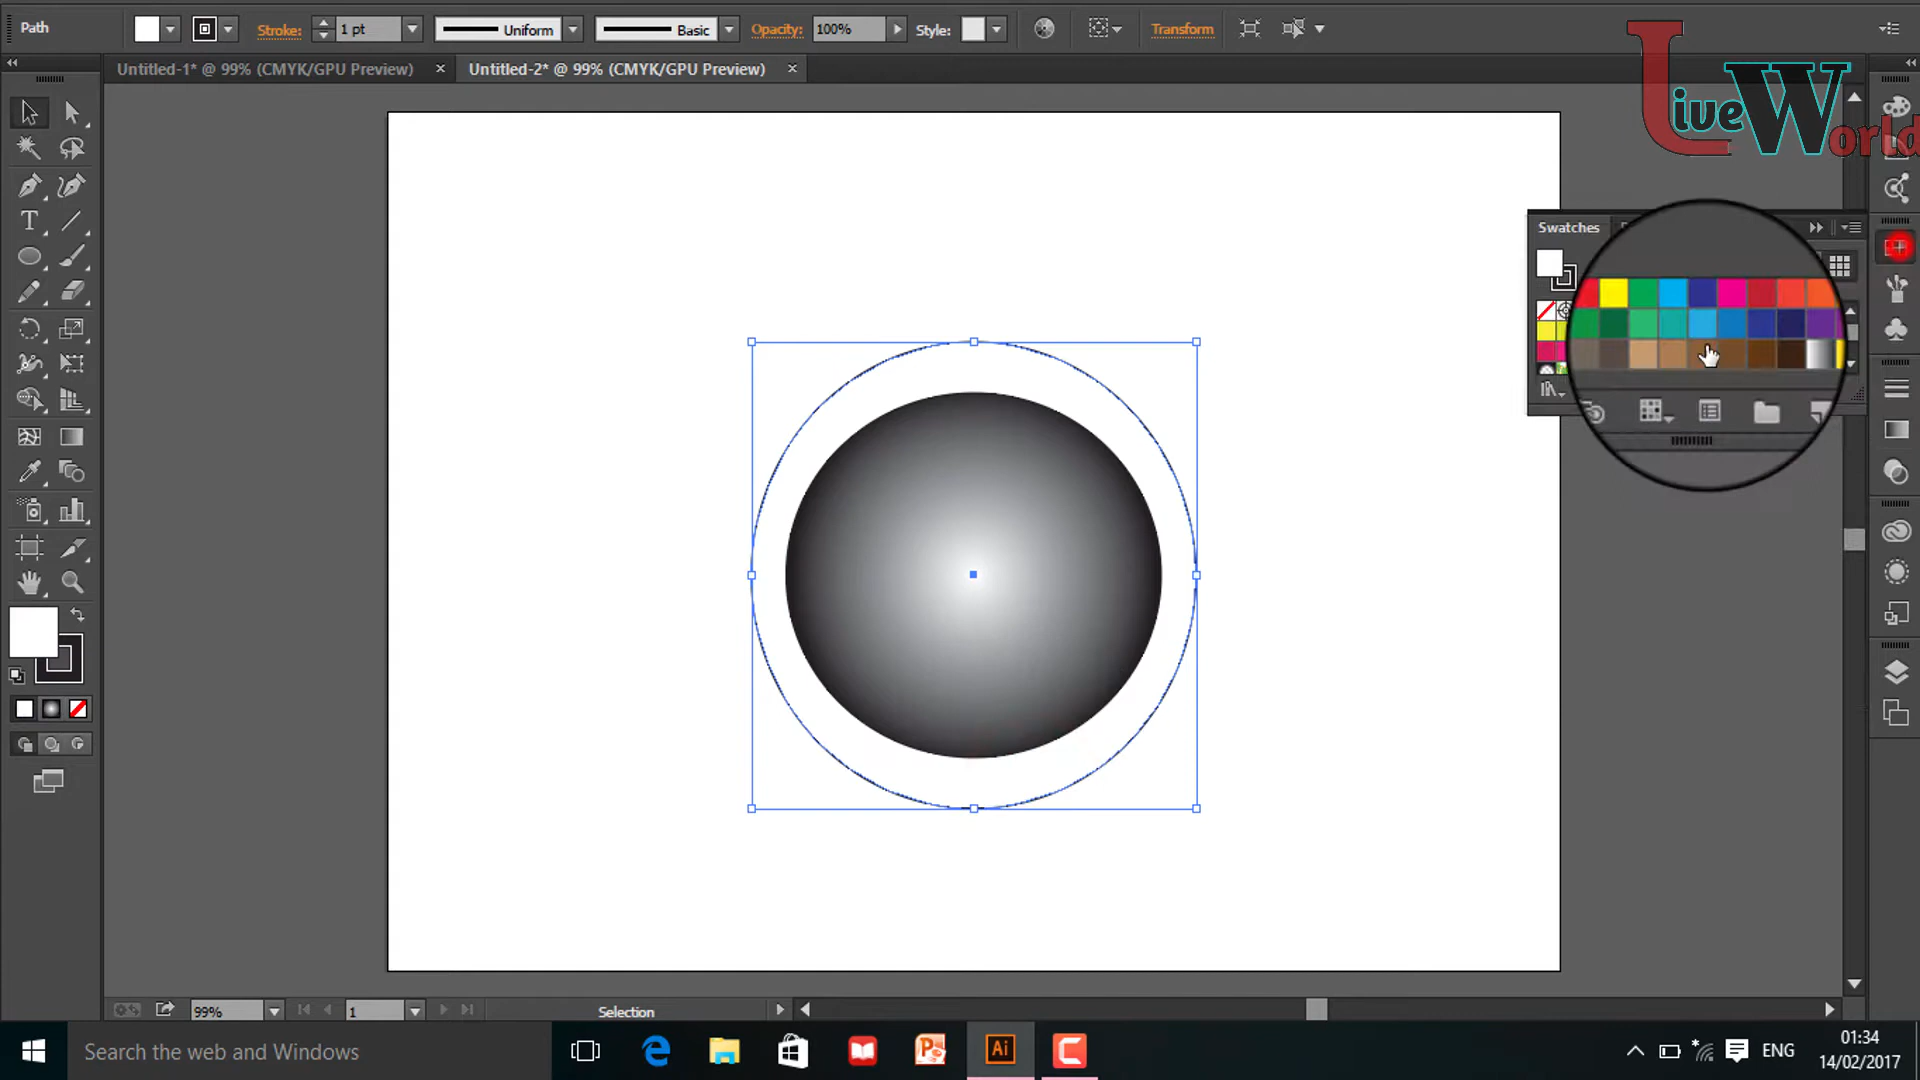 Path
Stroke:
1 pt
Uniform
Basic
Opacity:
100%
Style:
Transform
Untitled-1* @ 99% (CMYK/GPU Preview)
Untitled-2* @ 99% (CMYK/GPU Preview)
Live World
Swatches
T
99%
1
Selection
Search the web and Windows
Ai
ENG
01:34
14/02/2017